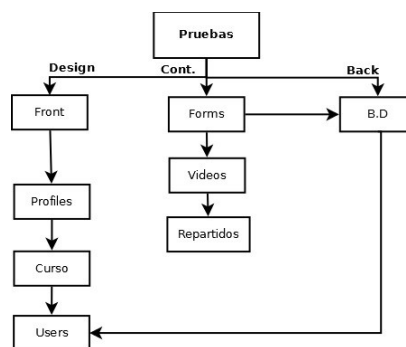 Pruebas
Design
Cont.
Back
Front
Forms
B.D
Videos
Profiles
Repartidos
Curso
Users